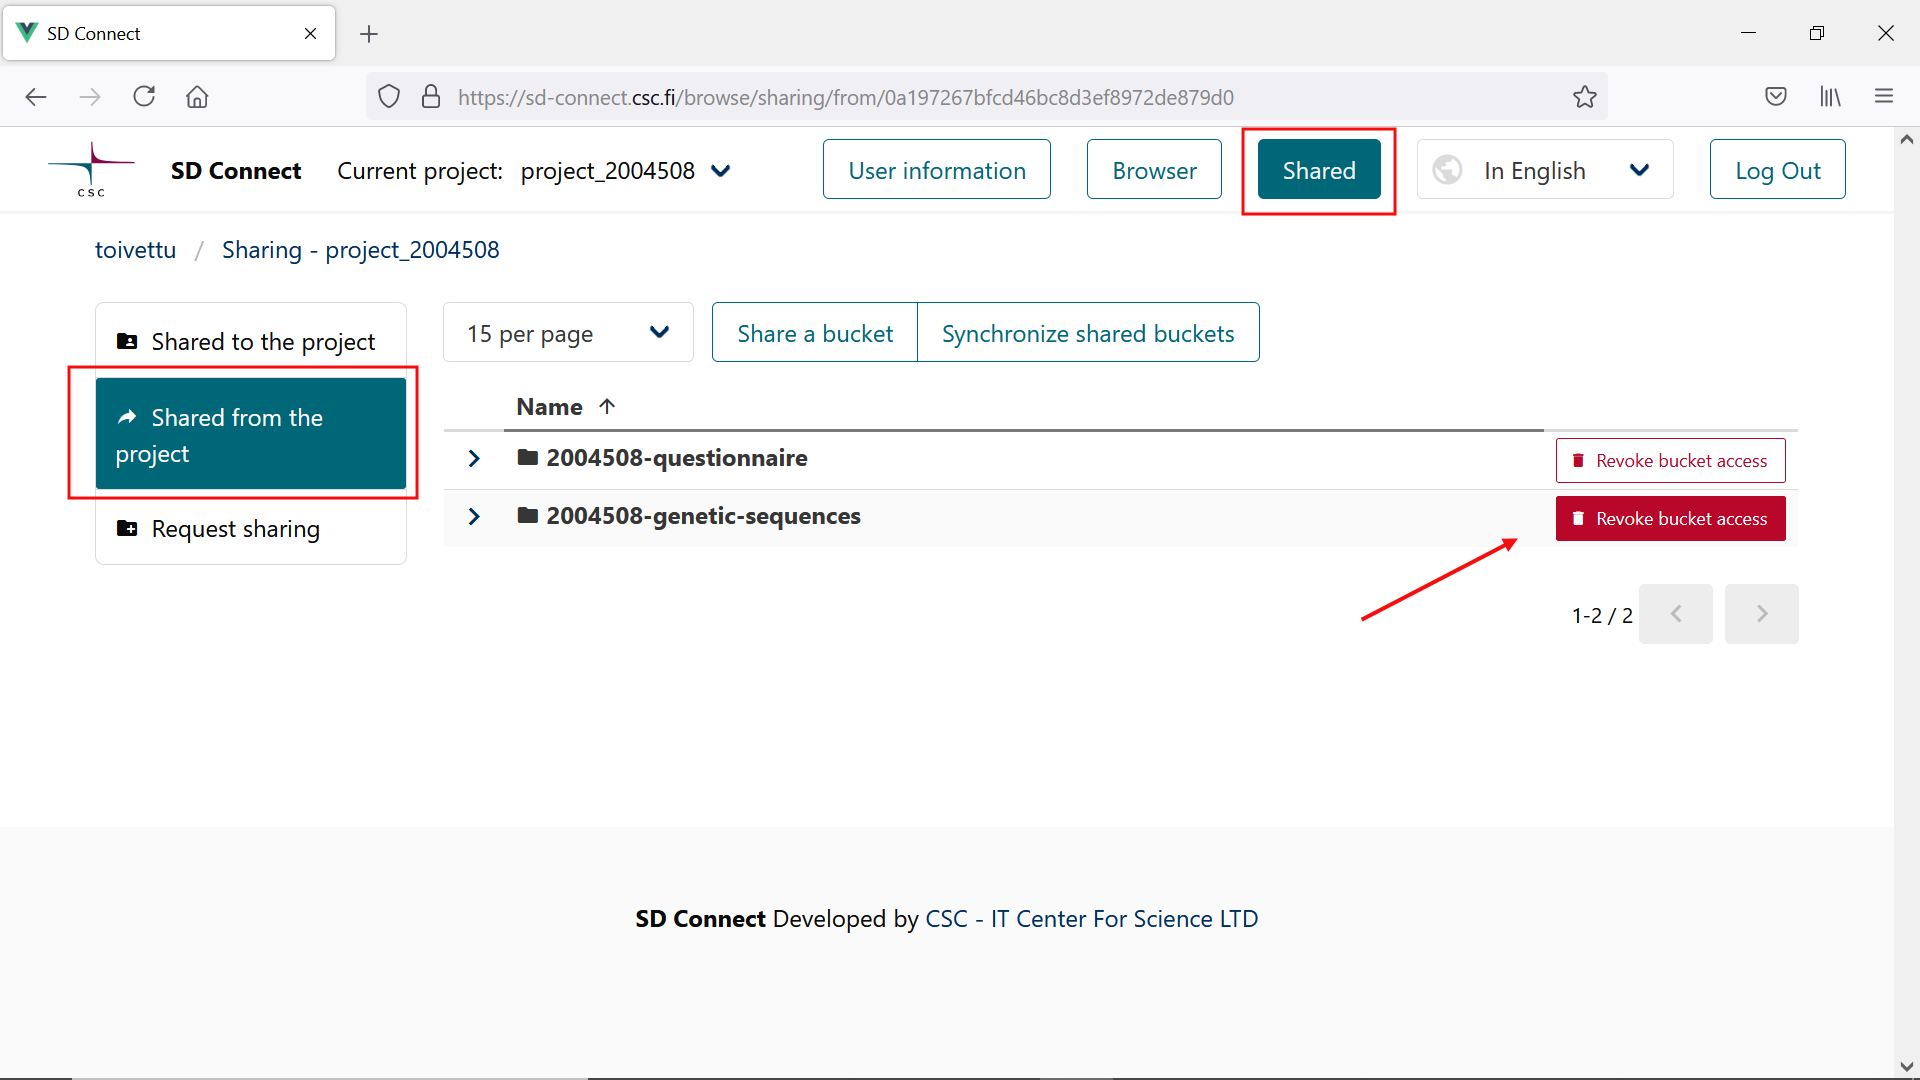 SD Connect
https://sd-connect.csc.fi/browse/sharing/from/0a197267bfcd46bc8d3ef8972de879d0
CSC
SD Connect
Current project: project_2004508
User information
Browser
Shared
In English
Log Out
toivettu / Sharing - project_2004508
Shared to the project
Shared from the
project
Request sharing
15 per page
Share a bucket
Synchronize shared buckets
Name
2004508-questionnaire
Revoke bucket access
2004508-genetic-sequences
Revoke bucket access
1-2 / 2
SD Connect Developed by CSC - IT Center For Science LTD